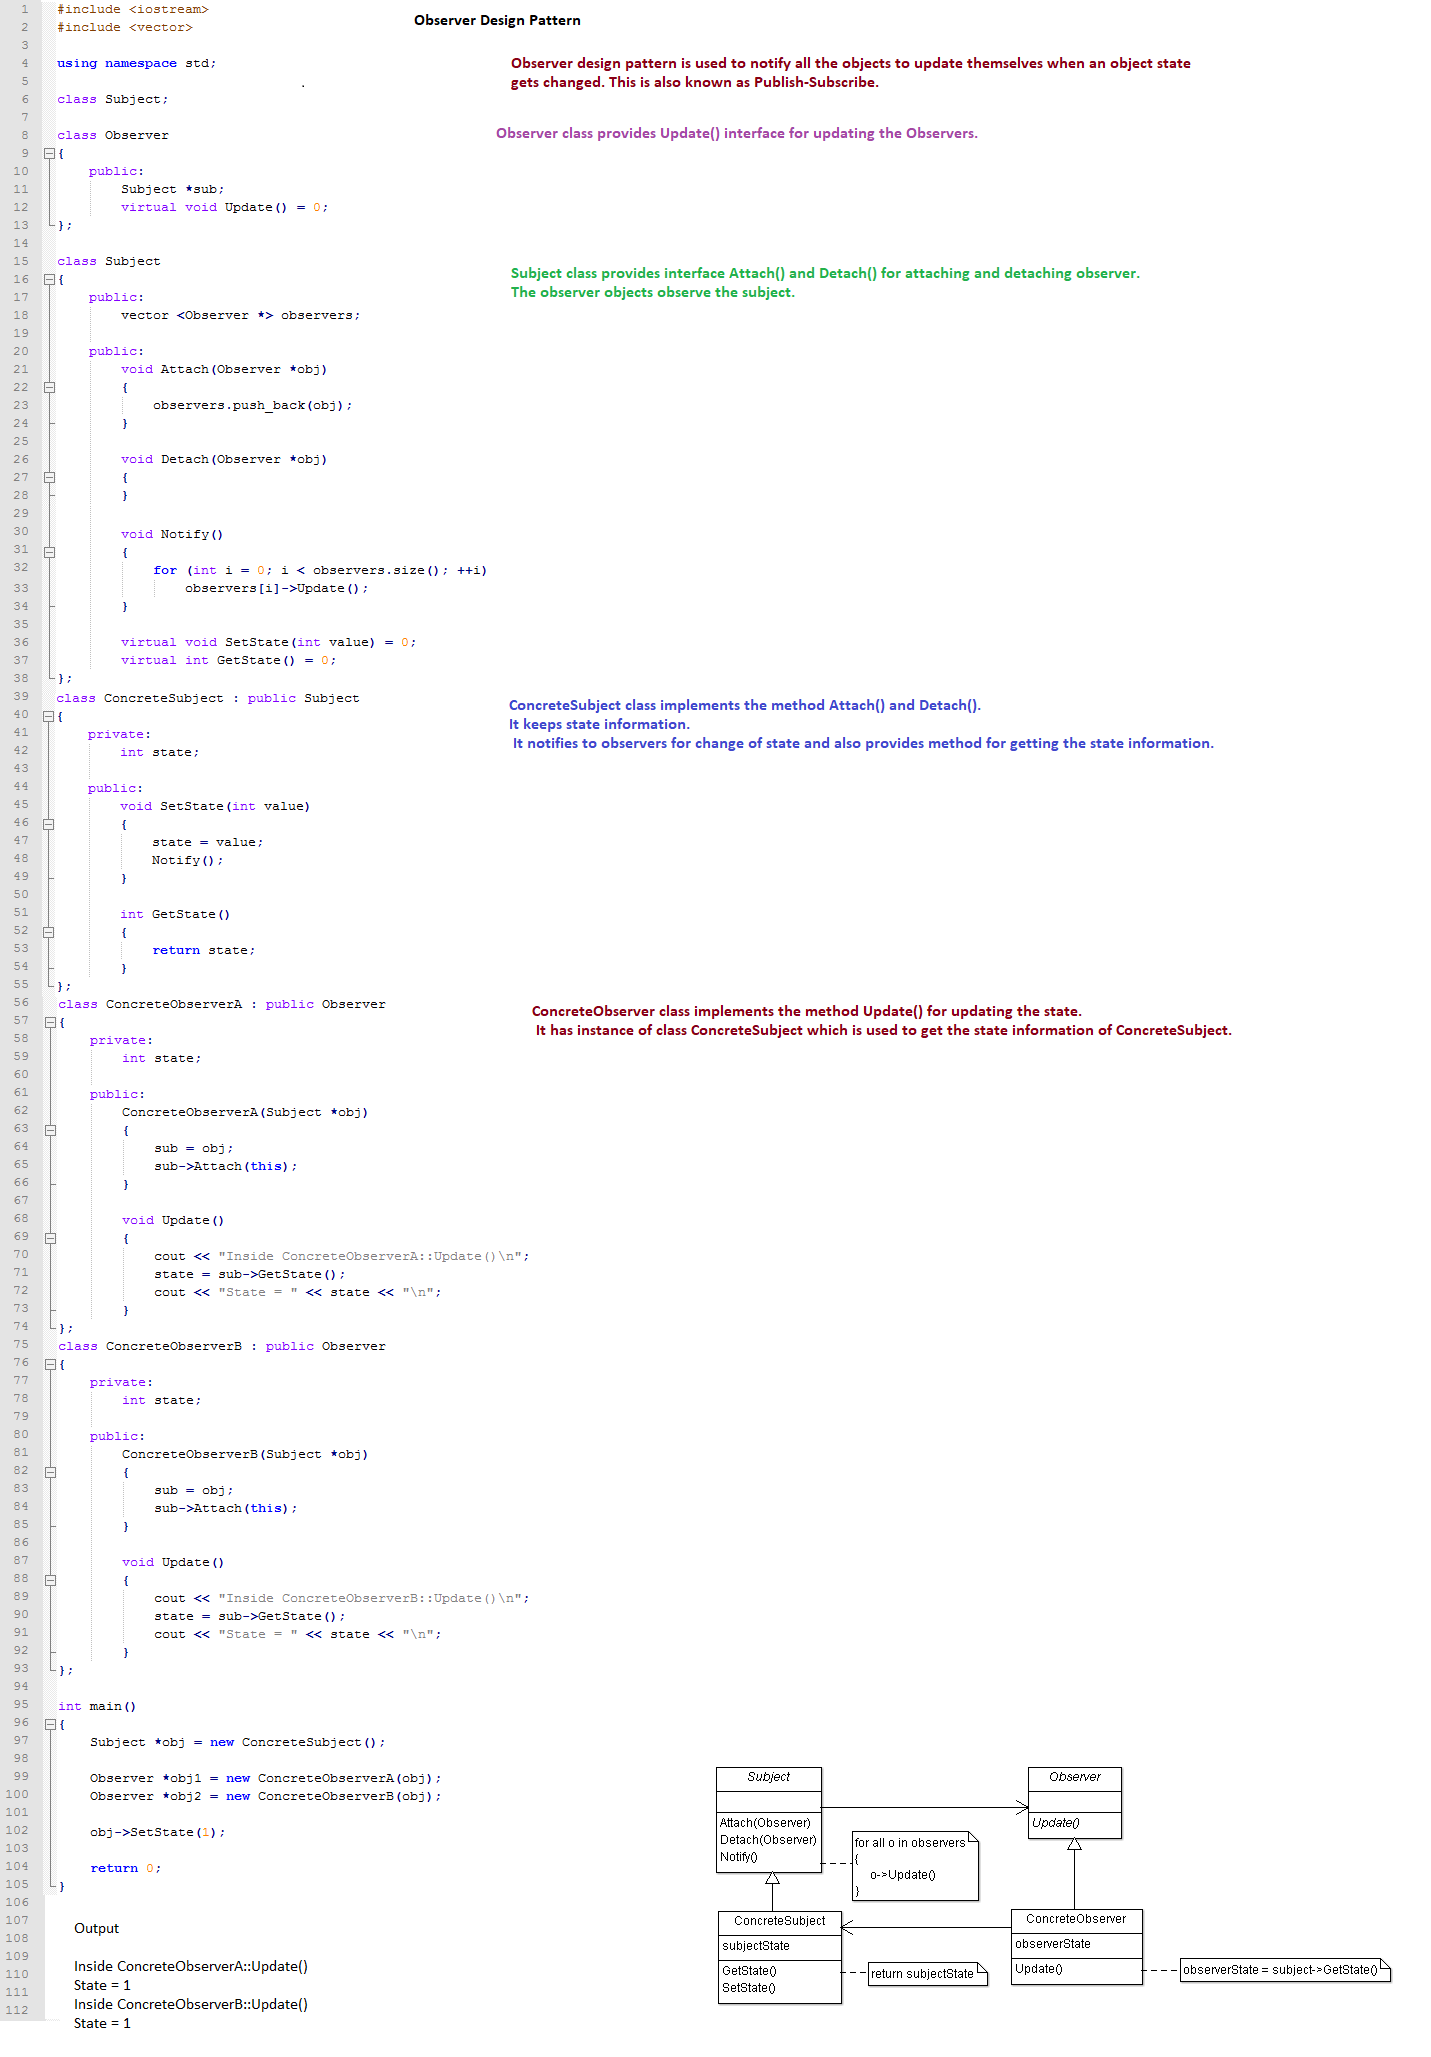 Observer Design Pattern
1 #include <iostream>
2 #include <vector>
3
4 using namespace std;
Observer design pattern is used to notify all the objects to update themselves when an object state
gets changed. This is also known as Publish-Subscribe.
5
6 class Subject;
7
8 class Observer
Observer class provides Update() interface for updating the Observers.
9 {
10 public:
11 Subject *sub;
12 virtual void Update() = 0;
13 };
14
15 class Subject
16 {
Subject class provides interface Attach() and Detach() for attaching and detaching observer.
The observer objects observe the subject.
17 public:
18 vector <Observer *> observers;
19
20 public:
21 void Attach(Observer *obj)
22 {
23 observers.push_back(obj);
24 }
25
26 void Detach(Observer *obj)
27 {
28 }
29
30 void Notify()
31 {
32 for (int i = 0; i < observers.size(); ++i)
33 observers[i]->Update();
34 }
35
36 virtual void SetState(int value) = 0;
37 virtual int GetState() = 0;
38 };
39 class ConcreteSubject : public Subject
40 {
ConcreteSubject class implements the method Attach() and Detach().
It keeps state information.
It notifies to observers for change of state and also provides method for getting the state information.
41 private:
42 int state;
43
44 public:
45 void SetState(int value)
46 {
47 state = value;
48 Notify();
49 }
50
51 int GetState()
52 {
53 return state;
54 }
55 };
56 class ConcreteObserverA : public Observer
ConcreteObserver class implements the method Update() for updating the state.
It has instance of class ConcreteSubject which is used to get the state information of ConcreteSubject.
57 {
58 private:
59 int state;
60
61 public:
62 ConcreteObserverA(Subject *obj)
63 {
64 sub = obj;
65 sub->Attach(this);
66 }
67
68 void Update()
69 {
70 cout << "Inside ConcreteObserverA::Update()\n";
71 state = sub->GetState();
72 cout << "State = " << state << "\n";
73 }
74 };
75 class ConcreteObserverB : public Observer
76 {
77 private:
78 int state;
79
80 public:
81 ConcreteObserverB(Subject *obj)
82 {
83 sub = obj;
84 sub->Attach(this);
85 }
86
87 void Update()
88 {
89 cout << "Inside ConcreteObserverB::Update()\n";
90 state = sub->GetState();
91 cout << "State = " << state << "\n";
92 }
93 };
94
95 int main()
96 {
97 Subject *obj = new ConcreteSubject();
98
99 Observer *obj1 = new ConcreteObserverA(obj);
100 Observer *obj2 = new ConcreteObserverB(obj);
101
102 obj->SetState(1);
103
104 return 0;
105 }
106
107
108
109
110
111
112
Output
Inside ConcreteObserverA::Update()
State = 1
Inside ConcreteObserverB::Update()
State = 1
Subject
Attach(Observer)
Detach(Observer)
Notify()
for all o in observers
{
o->Update()
}
Observer
Update()
ConcreteSubject
subjectState
GetState()
SetState()
return subjectState
ConcreteObserver
observerState
Update()
observerState = subject->GetState()